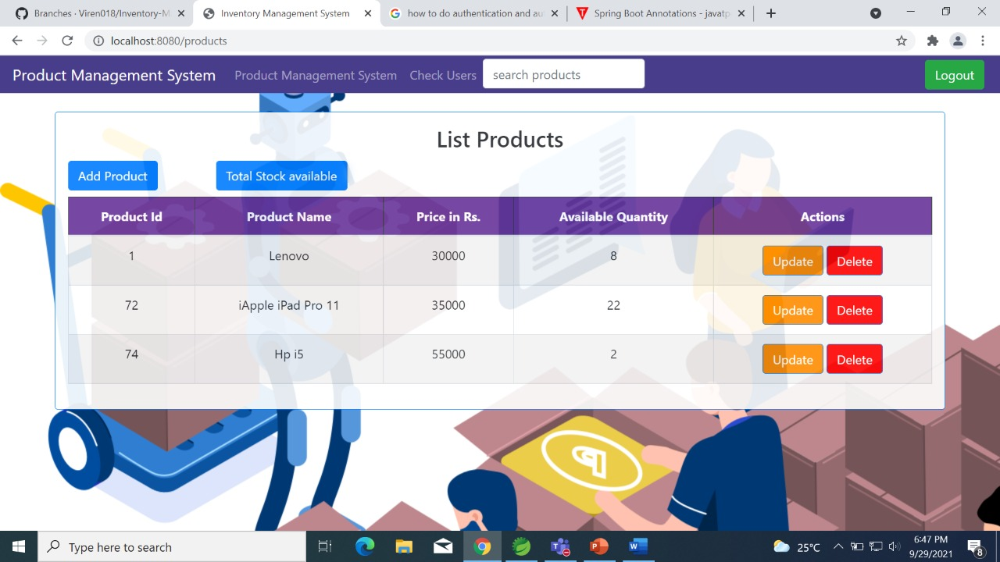 Branches · Viren018/Inventory-M
Inventory Management System
how to do authentication and au
Spring Boot Annotations - javatp
localhost:8080/products
Product Management System
Product Management System
Check Users
search products
Logout
List Products
Add Product
Total Stock available
Product Id
Product Name
Price in Rs.
Available Quantity
Actions
1
Lenovo
30000
8
Update
Delete
72
iApple iPad Pro 11
35000
22
Update
Delete
74
Hp i5
55000
2
Update
Delete
Type here to search
25°C
6:47 PM
9/29/2021
8